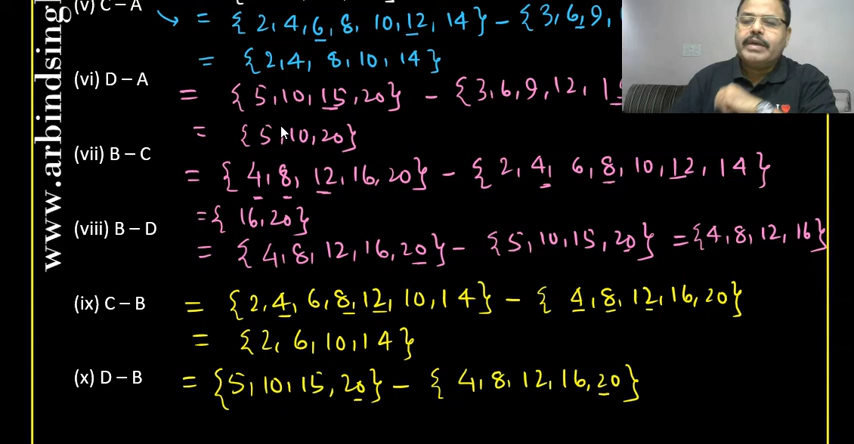 www.arbindsingl
(v) C – A
= {2,4,6,8, 10,12,14} – {3,6,9,
= {2,4, 8,10,14}
(vi) D – A
= {5,10,15,20} – {3,6,9,12,
= {5,10,20}
(vii) B – C
= {4,8,12,16,20} – {2,4, 6,8,10,12,14}
={16,20}
(viii) B – D
= {4,8,12,16,20} – {5,10,15,20} ={4,8,12,16}
(ix) C – B
= {2,4,6,8,12,10,14} – {4,8,12,16,20}
= {2,6,10,14}
(x) D – B
= {5,10,15,20} – {4,8,12,16,20}